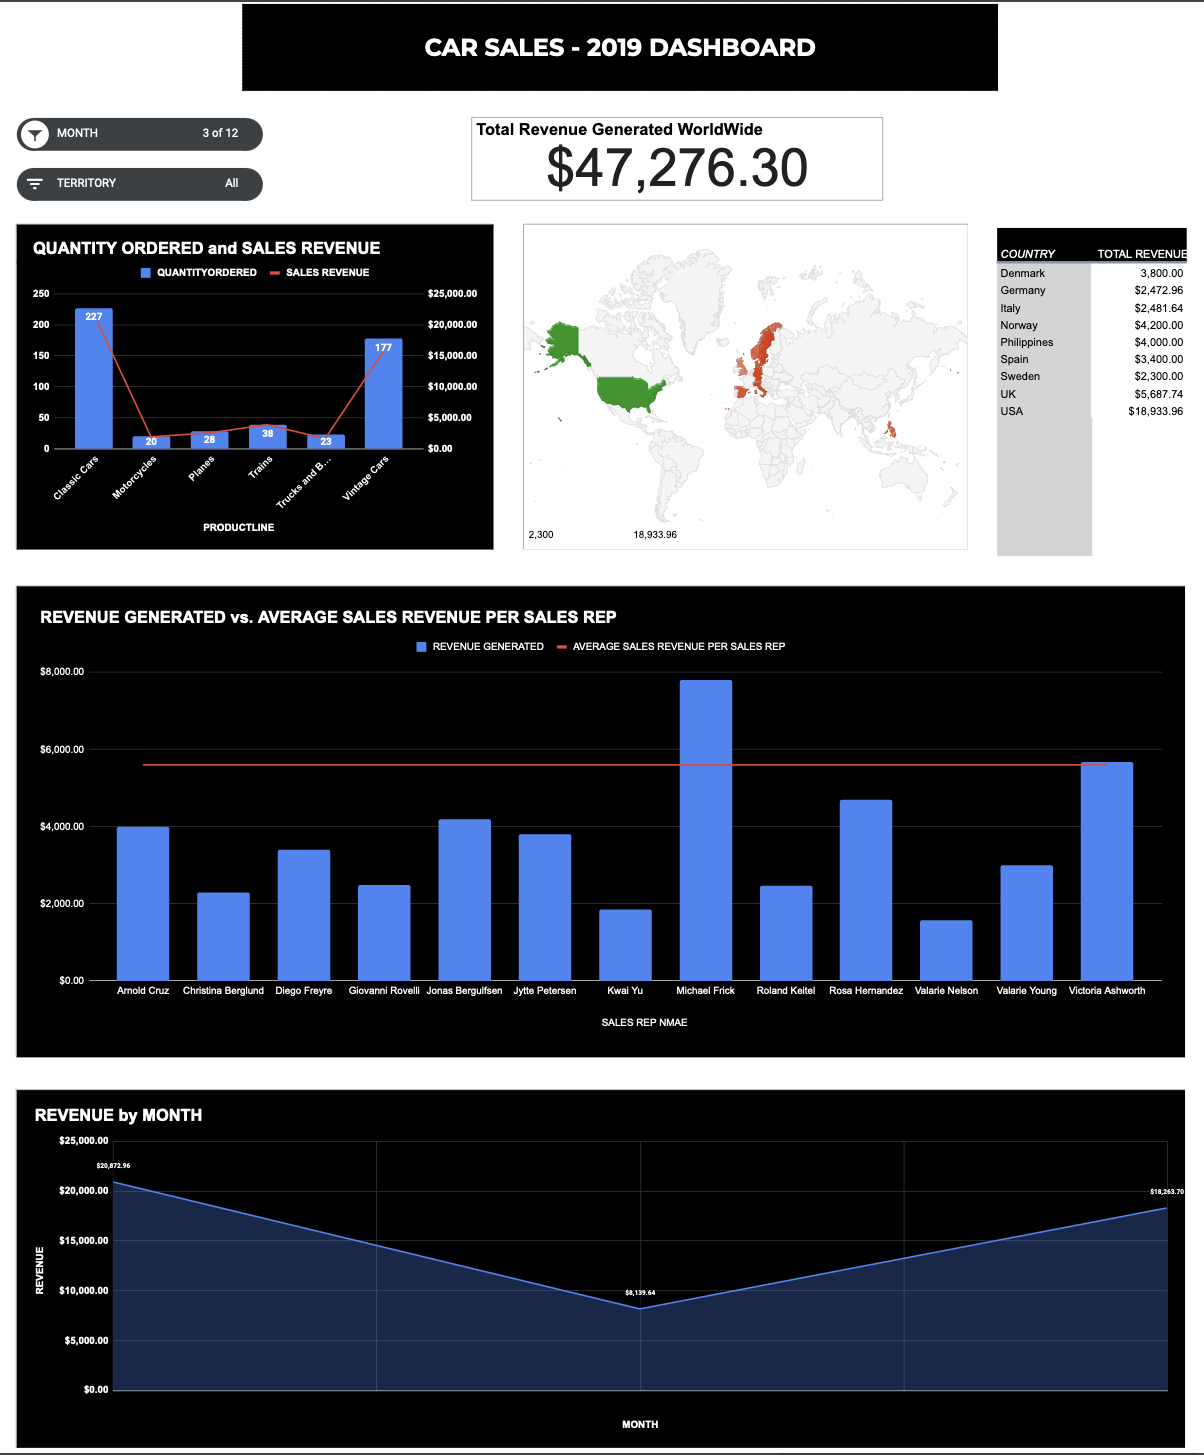 CAR SALES - 2019 DASHBOARD
MONTH 3 of 12
TERRITORY All
Total Revenue Generated WorldWide
$47,276.30
QUANTITY ORDERED and SALES REVENUE
QUANTITYORDERED SALES REVENUE
250 $25,000.00
200 $20,000.00
150 $15,000.00
100 $10,000.00
50 $5,000.00
0 $0.00
227 20 28 38 23 177
Classic Cars Motorcycles Planes Trains Trucks and B... Vintage Cars
PRODUCTLINE
2,300 18,933.96
COUNTRY TOTAL REVENUE
Denmark 3,800.00
Germany $2,472.96
Italy $2,481.64
Norway $4,200.00
Philippines $4,000.00
Spain $3,400.00
Sweden $2,300.00
UK $5,687.74
USA $18,933.96
REVENUE GENERATED vs. AVERAGE SALES REVENUE PER SALES REP
REVENUE GENERATED AVERAGE SALES REVENUE PER SALES REP
$8,000.00
$6,000.00
$4,000.00
$2,000.00
$0.00
Arnold Cruz Christina Berglund Diego Freyre Giovanni Rovelli Jonas Bergulfsen Jytte Petersen Kwai Yu Michael Frick Roland Keitel Rosa Hernandez Valarie Nelson Valarie Young Victoria Ashworth
SALES REP NMAE
REVENUE by MONTH
$25,000.00
$20,000.00
$15,000.00
$10,000.00
$5,000.00
$0.00
REVENUE
$20,872.96
$8,139.64
$18,263.70
MONTH